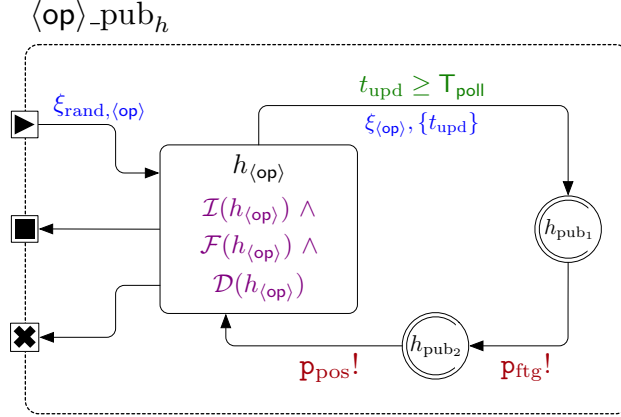 ⟨op⟩_pub_h
ξ_rand,⟨op⟩
t_upd ≥ T_poll
ξ_⟨op⟩, {t_upd}
h_⟨op⟩
𝓘(h_⟨op⟩) ∧
𝓕(h_⟨op⟩) ∧
𝓓(h_⟨op⟩)
h_pub₁
h_pub₂
p_pos!
p_ftg!